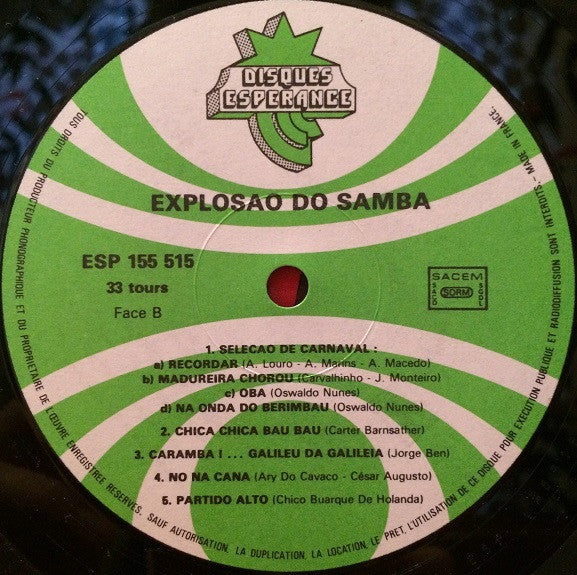 DISQUES
ESPERANCE
EXPLOSAO DO SAMBA
ESP 155 515
33 tours
Face B
SACEM
SACD SDRM SGDL
1. SELECAO DE CARNAVAL :
a) RECORDAR (A. Louro - A. Marins - A. Macedo)
b) MADUREIRA CHOROU (Carvalhinho - J. Monteiro)
c) OBA (Oswaldo Nunes)
d) NA ONDA DO BERIMBAU (Oswaldo Nunes)
2. CHICA CHICA BAU BAU (Carter Barnsather)
3. CARAMBA ! . . . GALILEU DA GALILEIA (Jorge Ben)
4. NO NA CANA (Ary Do Cavaco - César Augusto)
5. PARTIDO ALTO (Chico Buarque De Holanda)
TOUS DROITS DU PRODUCTEUR PHONOGRAPHIQUE ET DU PROPRIETAIRE DE L'ŒUVRE ENREGISTREE RESERVES. SAUF AUTORISATION, LA DUPLICATION, LA LOCATION, LE PRET, L'UTILISATION DE CE DISQUE POUR EXECUTION PUBLIQUE ET RADIODIFFUSION SONT INTERDITS - MADE IN FRANCE.